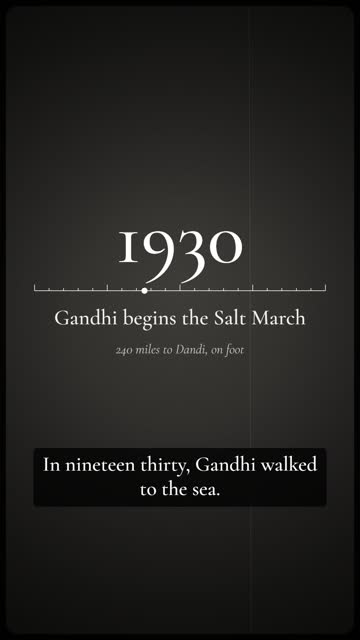 1930
Gandhi begins the Salt March
240 miles to Dandi, on foot
In nineteen thirty, Gandhi walked
to the sea.